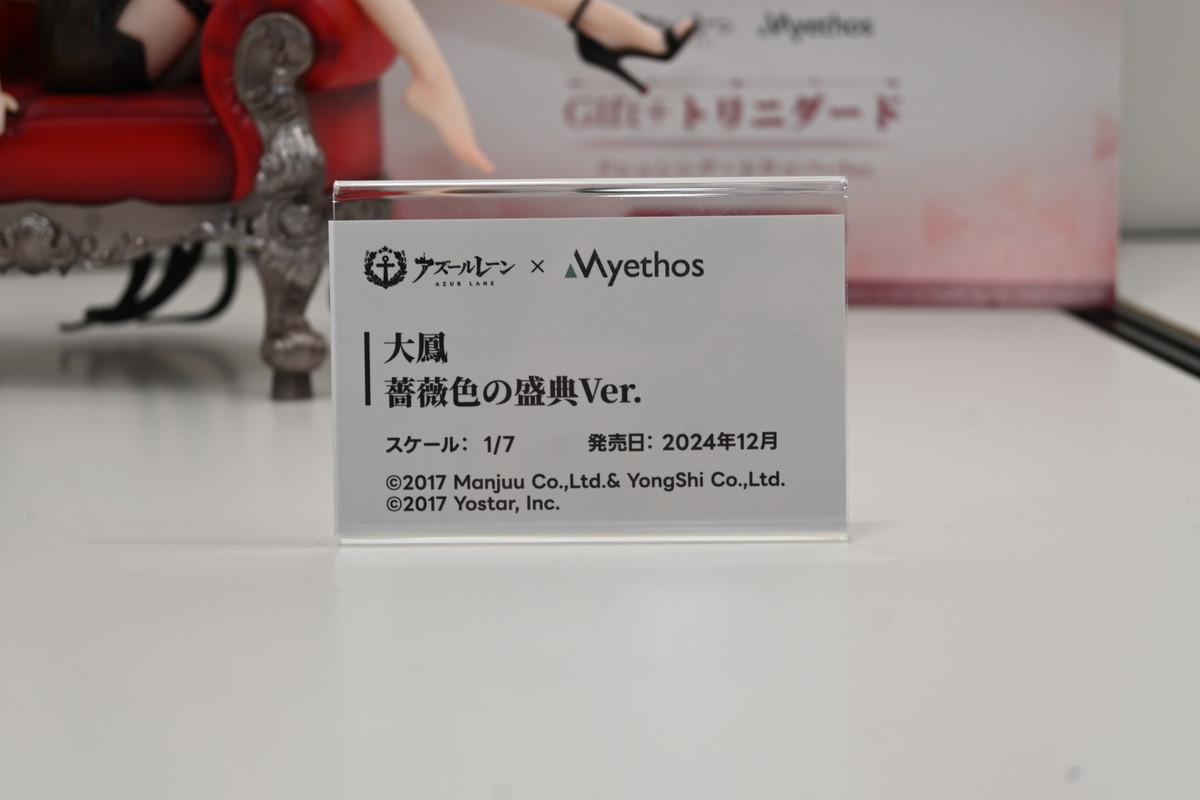 Myethos
Gift+ トリニダード
アズールレーン × Myethos
AZUR LANE
大鳳
薔薇色の盛典Ver.
スケール: 1/7 発売日: 2024年12月
©2017 Manjuu Co.,Ltd.& YongShi Co.,Ltd.
©2017 Yostar, Inc.